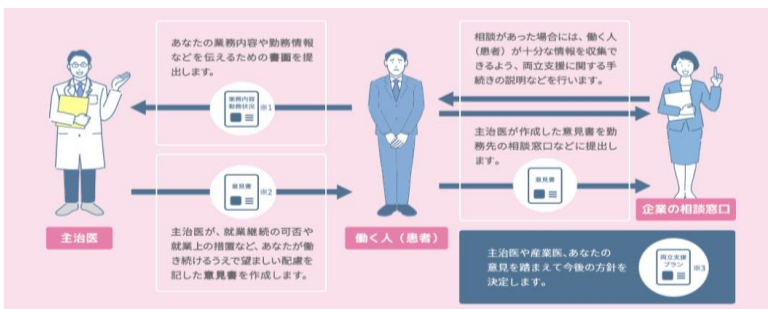 あなたの業務内容や勤務情報
などを伝えるための書面を提
出します。
業務内容
勤務状況
※1
意見書
※2
主治医が、就業継続の可否や
就業上の措置など、あなたが働
き続けるうえで望ましい配慮を
記した意見書を作成します。
主治医
働く人（患者）
相談があった場合には、働く人
（患者）が十分な情報を収集で
きるよう、両立支援に関する手
続きの説明などを行います。
主治医が作成した意見書を勤
務先の相談窓口などに提出し
ます。
意見書
企業の相談窓口
主治医や産業医、あなたの
意見を踏まえて今後の方針を
決定します。
両立支援
プラン
※3